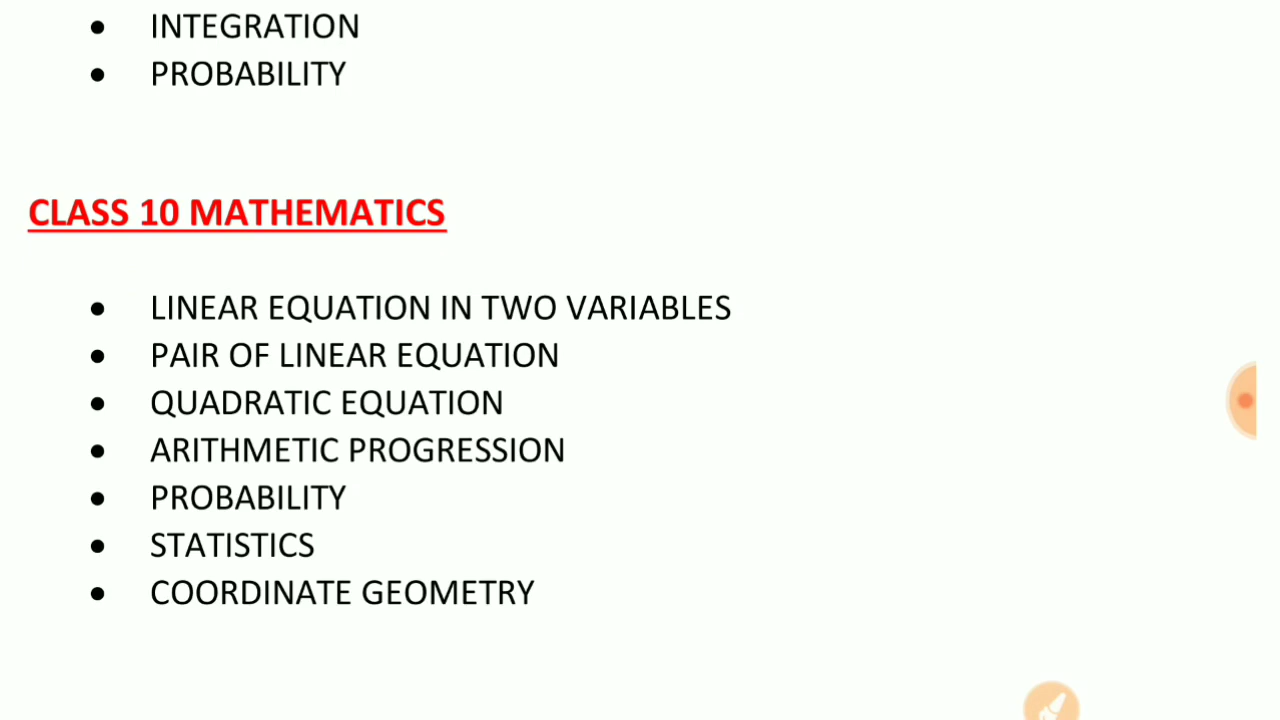 • INTEGRATION
• PROBABILITY
CLASS 10 MATHEMATICS
• LINEAR EQUATION IN TWO VARIABLES
• PAIR OF LINEAR EQUATION
• QUADRATIC EQUATION
• ARITHMETIC PROGRESSION
• PROBABILITY
• STATISTICS
• COORDINATE GEOMETRY